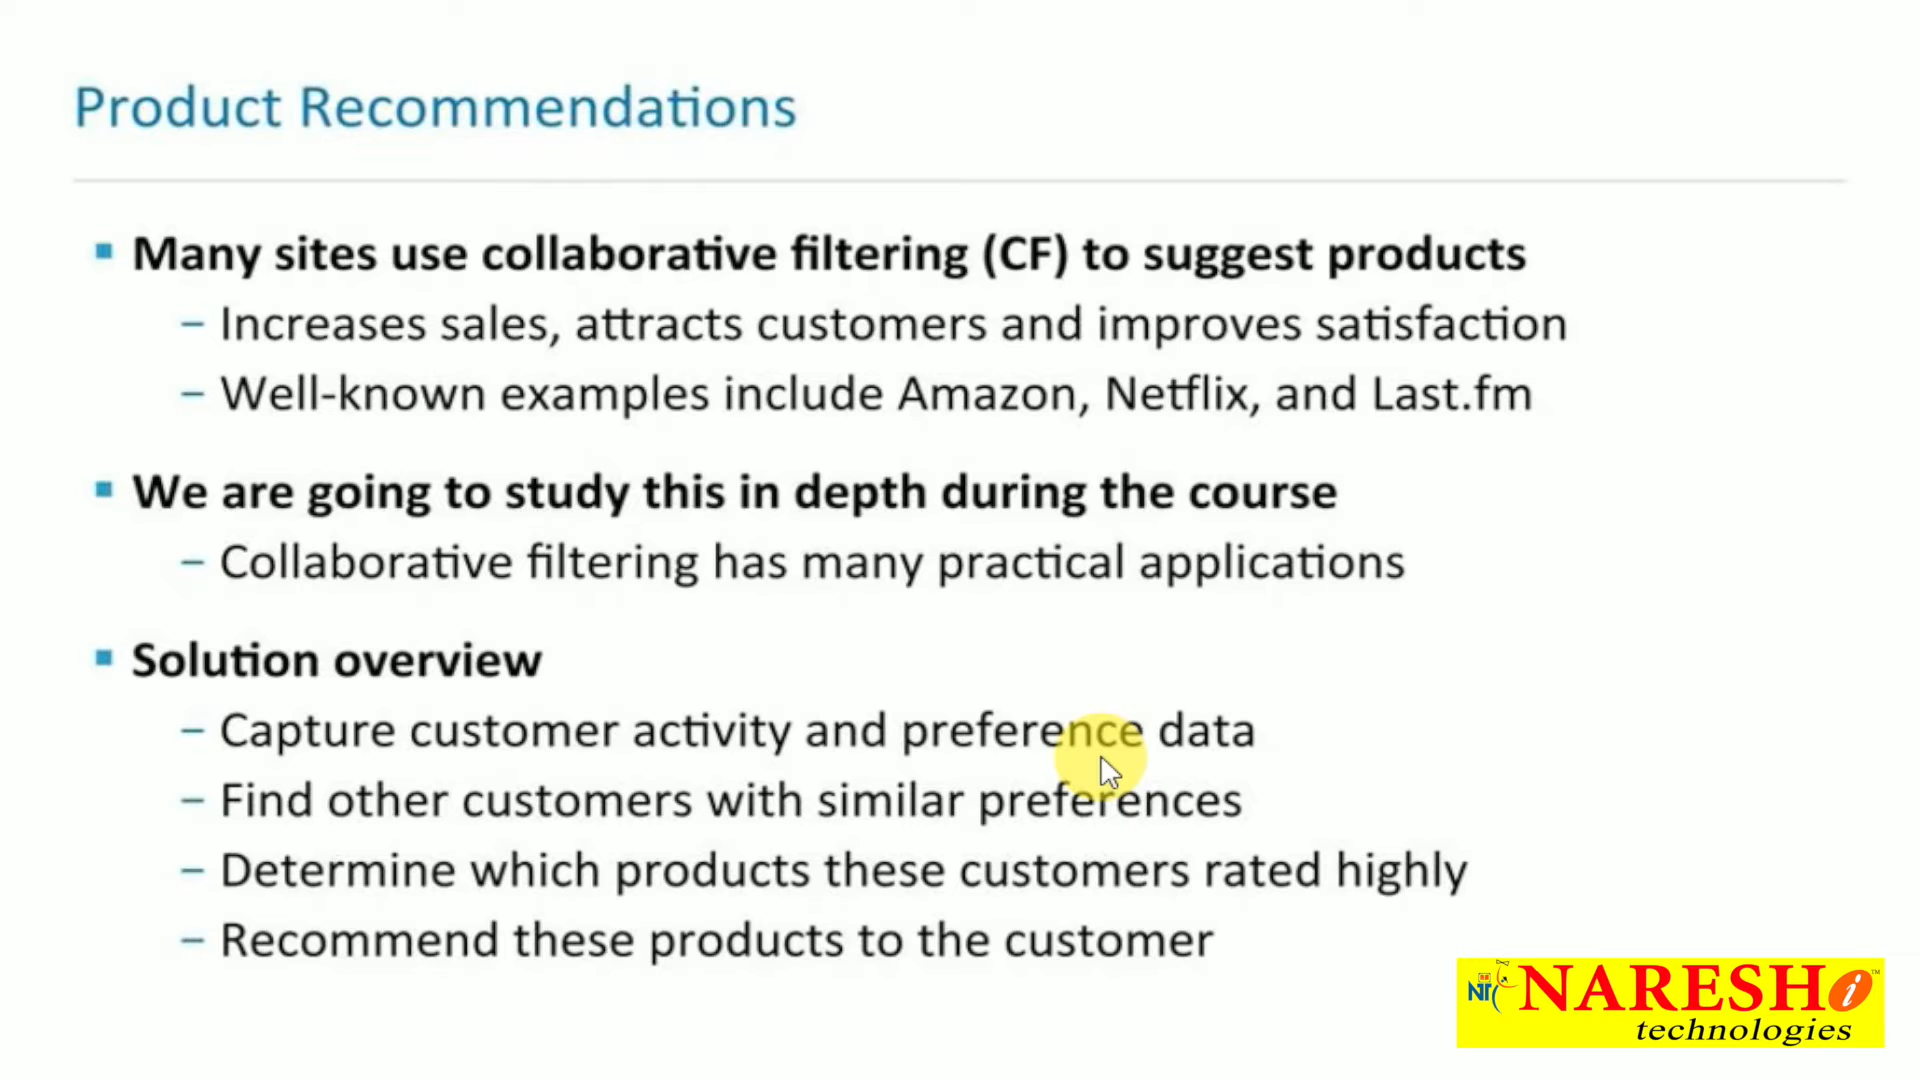 Product Recommendations
▪ Many sites use collaborative filtering (CF) to suggest products
– Increases sales, attracts customers and improves satisfaction
– Well-known examples include Amazon, Netflix, and Last.fm
▪ We are going to study this in depth during the course
– Collaborative filtering has many practical applications
▪ Solution overview
– Capture customer activity and preference data
– Find other customers with similar preferences
– Determine which products these customers rated highly
– Recommend these products to the customer
NT NARESH i ™
technologies